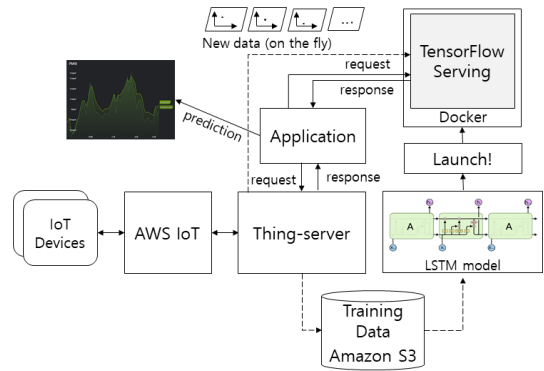 ...
New data (on the fly)
TensorFlow
Serving
request
response
Docker
prediction
Application
Launch!
request
response
IoT
Devices
AWS IoT
Thing-server
A
A
LSTM model
Training
Data
Amazon S3